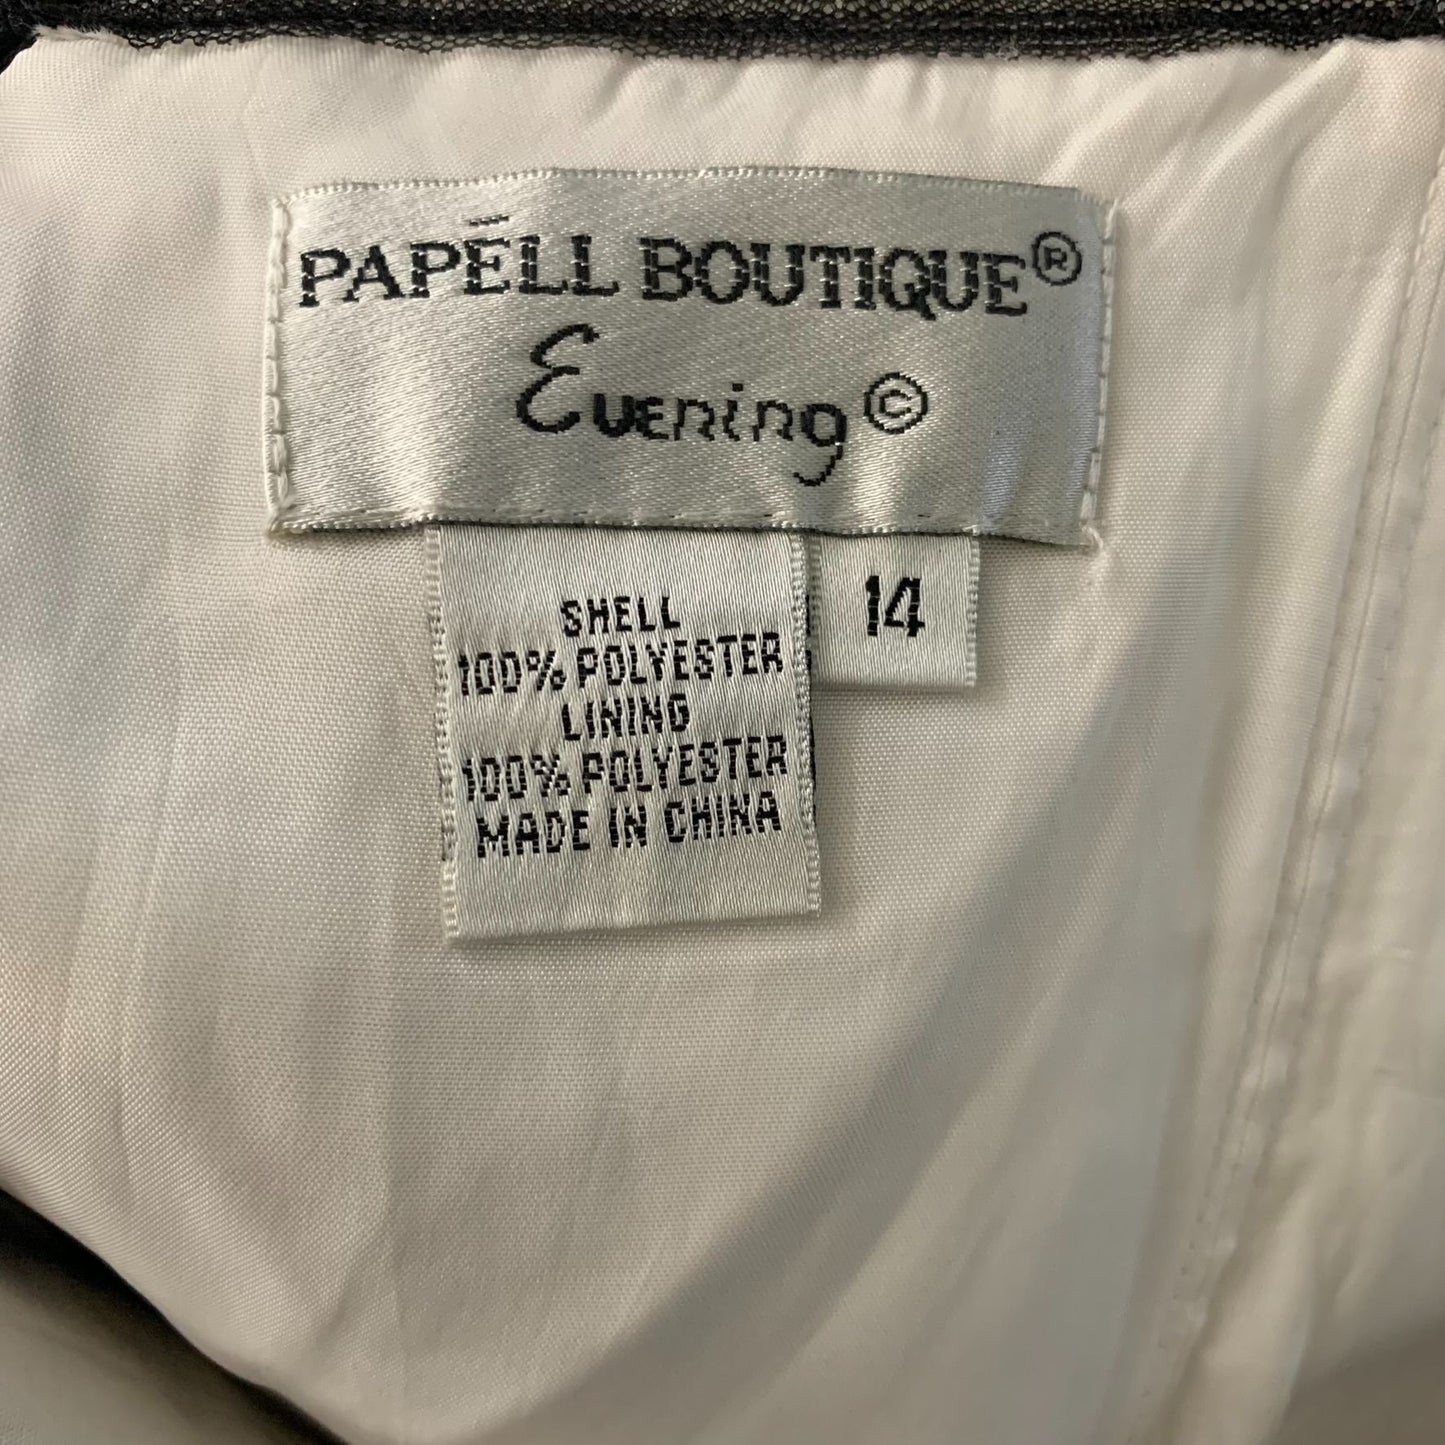 PAPĒLL BOUTIQUE®
Evening ©
14
SHELL
100% POLYESTER
LINING
100% POLYESTER
MADE IN CHINA